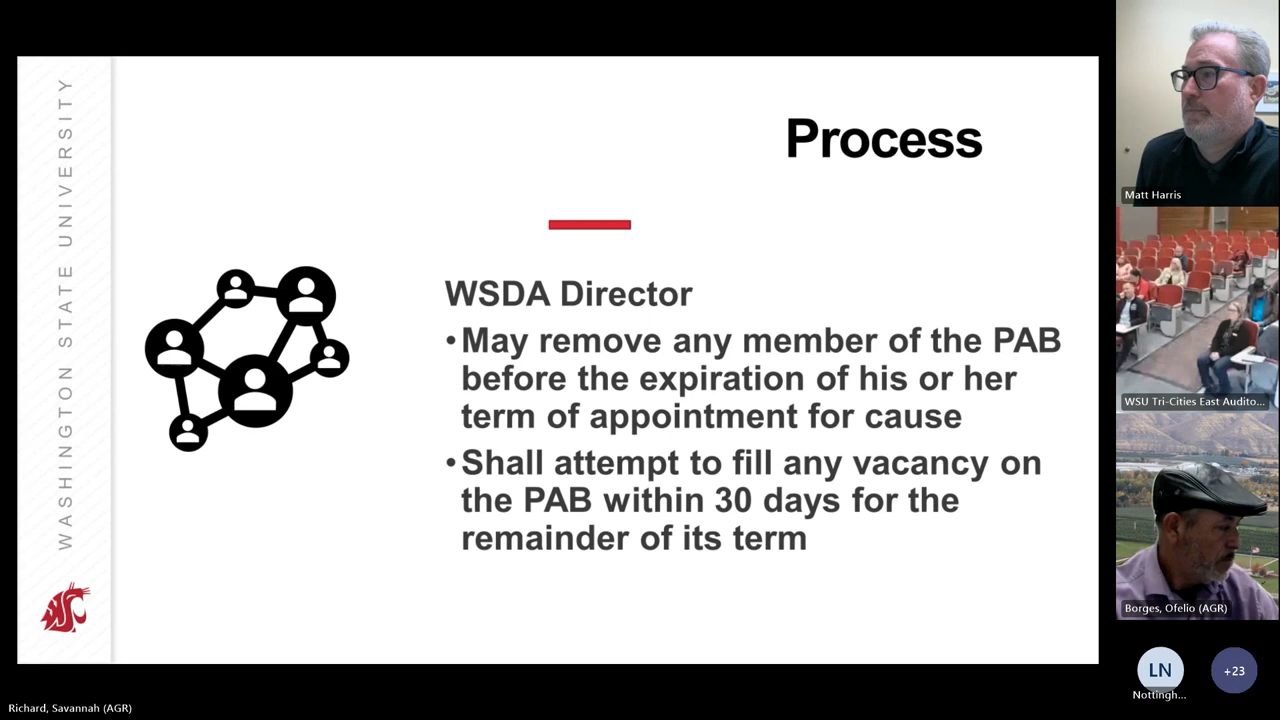 WASHINGTON STATE UNIVERSITY
Process
WSDA Director
•May remove any member of the PAB
before the expiration of his or her
term of appointment for cause
•Shall attempt to fill any vacancy on
the PAB within 30 days for the
remainder of its term
Matt Harris
WSU Tri-Cities East Audito...
Borges, Ofelio (AGR)
LN
+23
Nottingh...
Richard, Savannah (AGR)